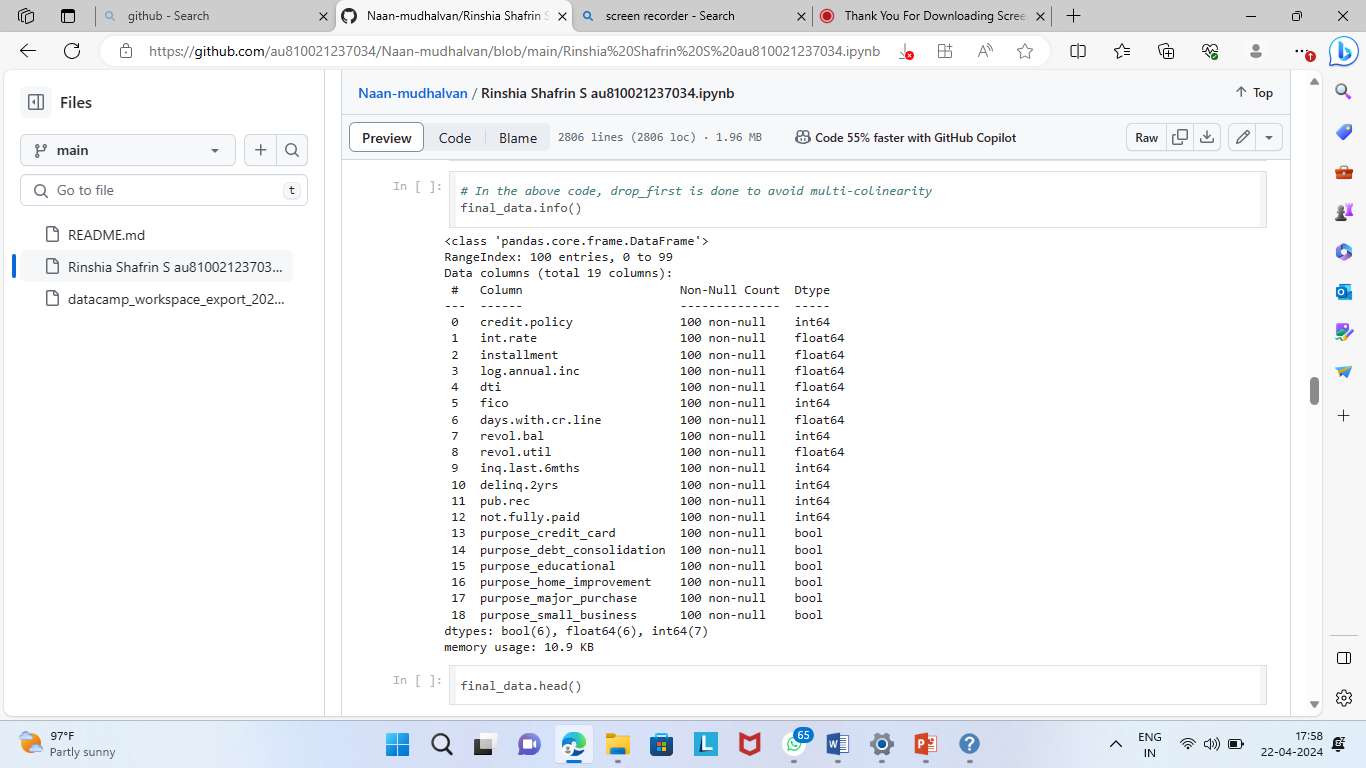 github - Search
Naan-mudhalvan/Rinshia Shafrin S
screen recorder - Search
Thank You For Downloading Scree
https://github.com/au810021237034/Naan-mudhalvan/blob/main/Rinshia%20Shafrin%20S%20au810021237034.ipynb
Files
main
Go to file
t
README.md
Rinshia Shafrin S au81002123703...
datacamp_workspace_export_202...
Naan-mudhalvan / Rinshia Shafrin S au810021237034.ipynb
Top
Preview Code Blame 2806 lines (2806 loc) · 1.96 MB Code 55% faster with GitHub Copilot Raw
In [ ]:
# In the above code, drop_first is done to avoid multi-colinearity
final_data.info()
<class 'pandas.core.frame.DataFrame'>
RangeIndex: 100 entries, 0 to 99
Data columns (total 19 columns):
# Column Non-Null Count Dtype
--- ------ -------------- -----
0 credit.policy 100 non-null int64
1 int.rate 100 non-null float64
2 installment 100 non-null float64
3 log.annual.inc 100 non-null float64
4 dti 100 non-null float64
5 fico 100 non-null int64
6 days.with.cr.line 100 non-null float64
7 revol.bal 100 non-null int64
8 revol.util 100 non-null float64
9 inq.last.6mths 100 non-null int64
10 delinq.2yrs 100 non-null int64
11 pub.rec 100 non-null int64
12 not.fully.paid 100 non-null int64
13 purpose_credit_card 100 non-null bool
14 purpose_debt_consolidation 100 non-null bool
15 purpose_educational 100 non-null bool
16 purpose_home_improvement 100 non-null bool
17 purpose_major_purchase 100 non-null bool
18 purpose_small_business 100 non-null bool
dtypes: bool(6), float64(6), int64(7)
memory usage: 10.9 KB
In [ ]:
final_data.head()
97°F
Partly sunny
65
ENG
IN
17:58
22-04-2024